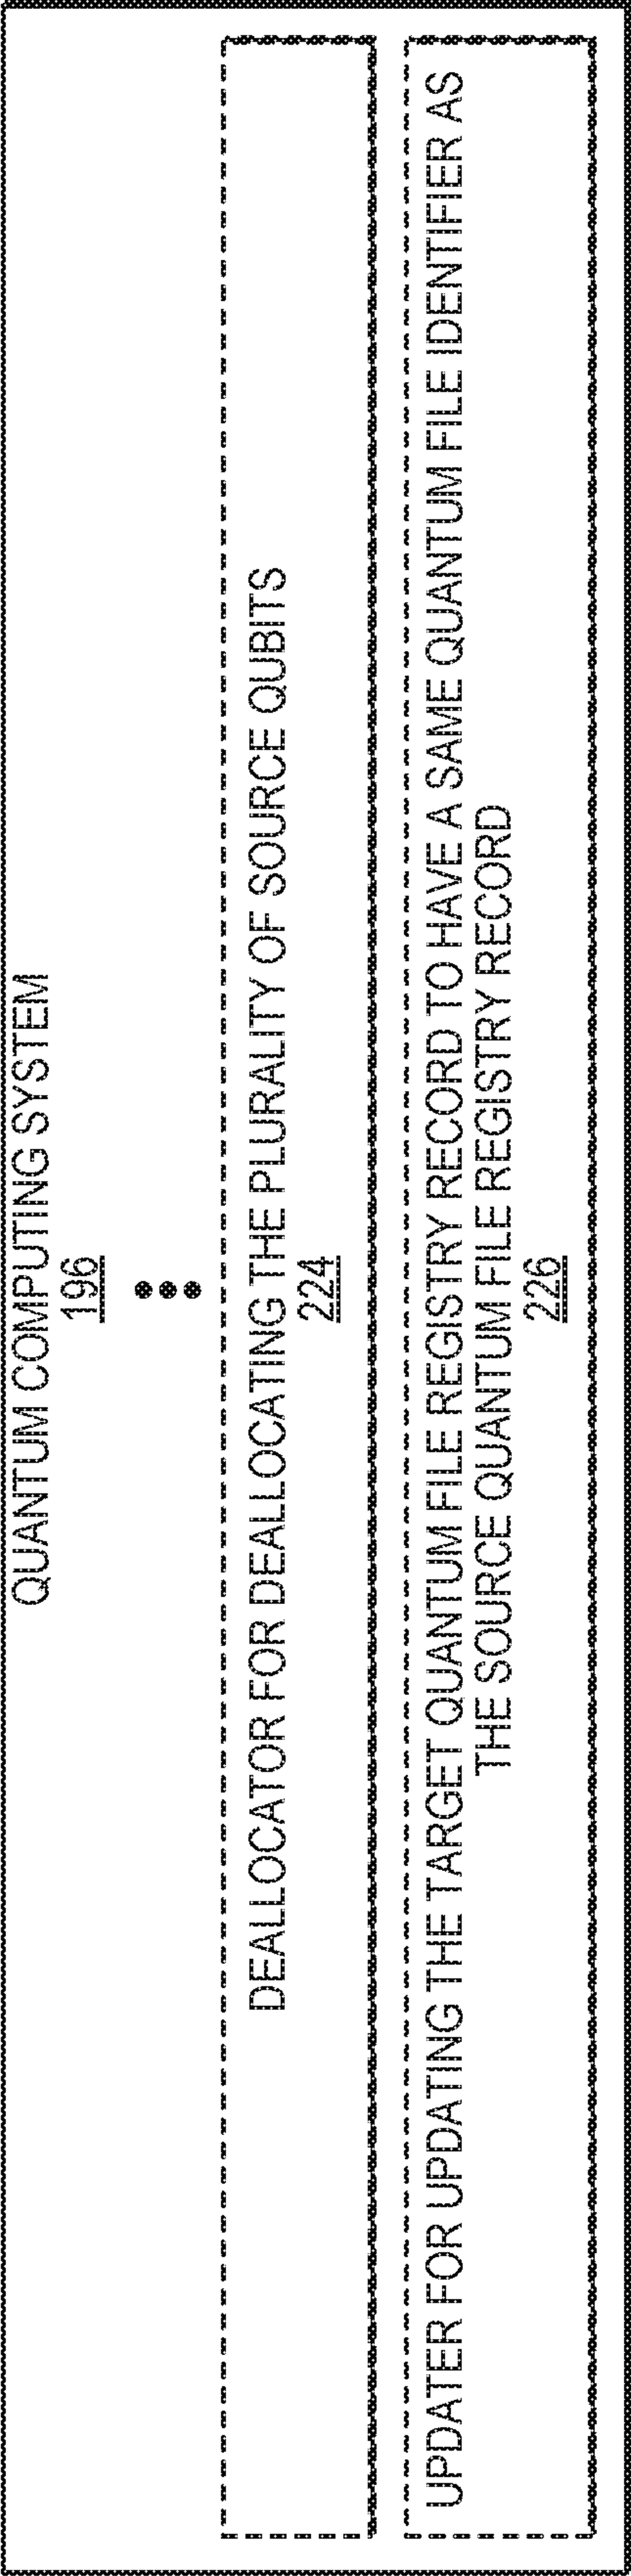 QUANTUM COMPUTING SYSTEM
196
DEALLOCATOR FOR DEALLOCATING THE PLURALITY OF SOURCE QUBITS
224
UPDATER FOR UPDATING THE TARGET QUANTUM FILE REGISTRY RECORD TO HAVE A SAME QUANTUM FILE IDENTIFIER AS
THE SOURCE QUANTUM FILE REGISTRY RECORD
226